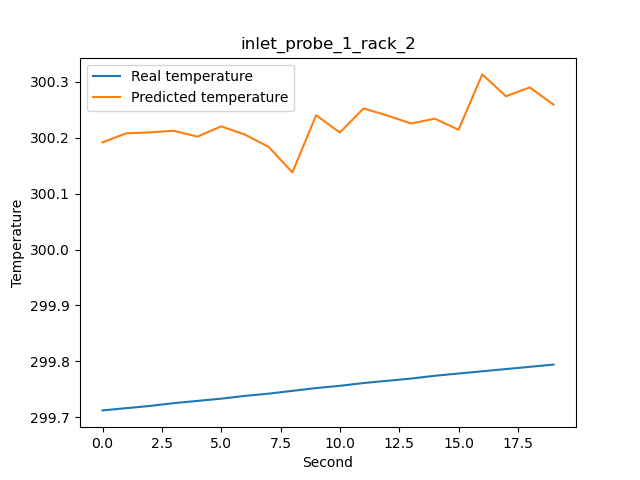 inlet_probe_1_rack_2
Real temperature
Predicted temperature
Temperature
300.3
300.2
300.1
300.0
299.9
299.8
299.7
0.0 2.5 5.0 7.5 10.0 12.5 15.0 17.5
Second